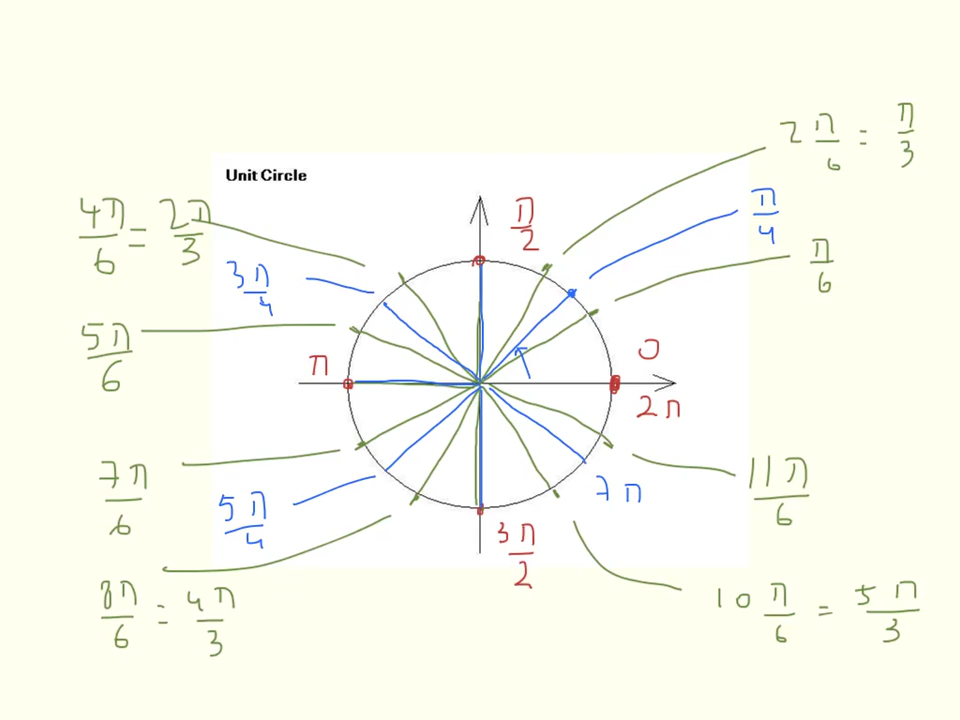 2π/6 = π/3
Unit Circle
π/2
π/4
4π/6 = 2π/3
3π/4
π/6
5π/6
π
0
2π
7π/6
5π/4
7π
11π/6
3π/2
8π/6 = 4π/3
10π/6 = 5π/3